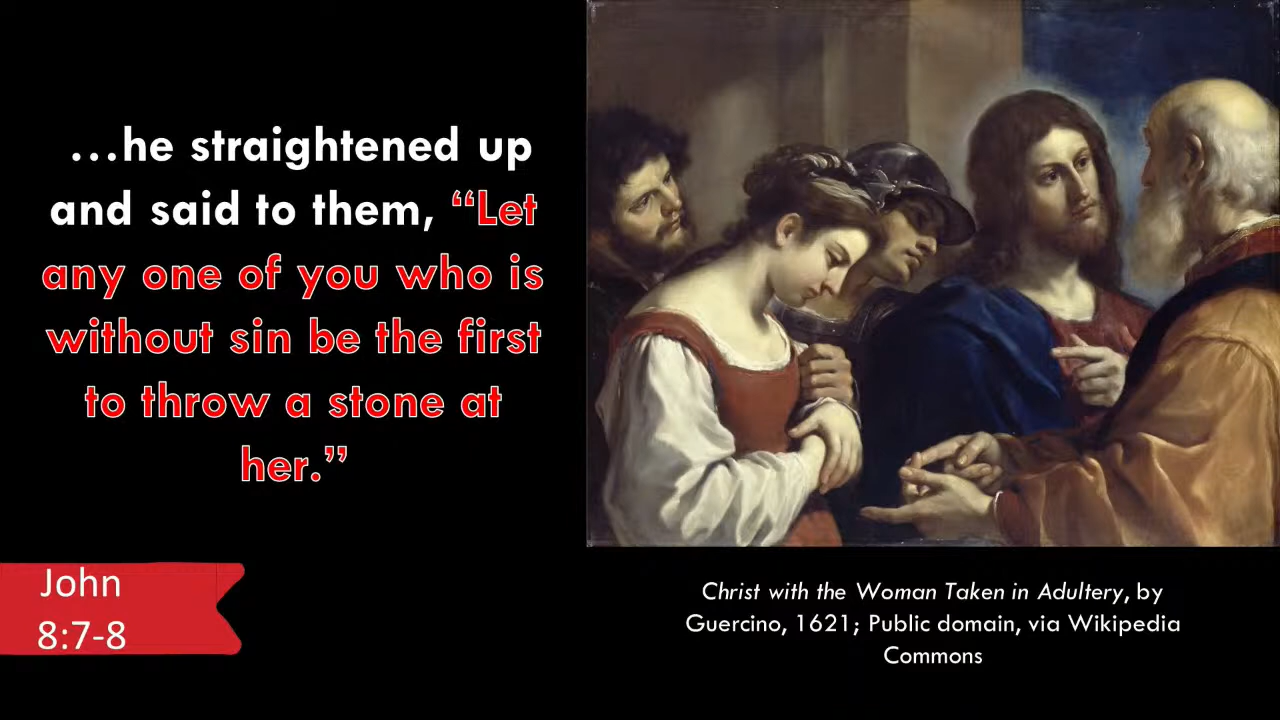 …he straightened up
and said to them, “Let
any one of you who is
without sin be the first
to throw a stone at
her.”
John
8:7-8
Christ with the Woman Taken in Adultery, by
Guercino, 1621; Public domain, via Wikipedia
Commons